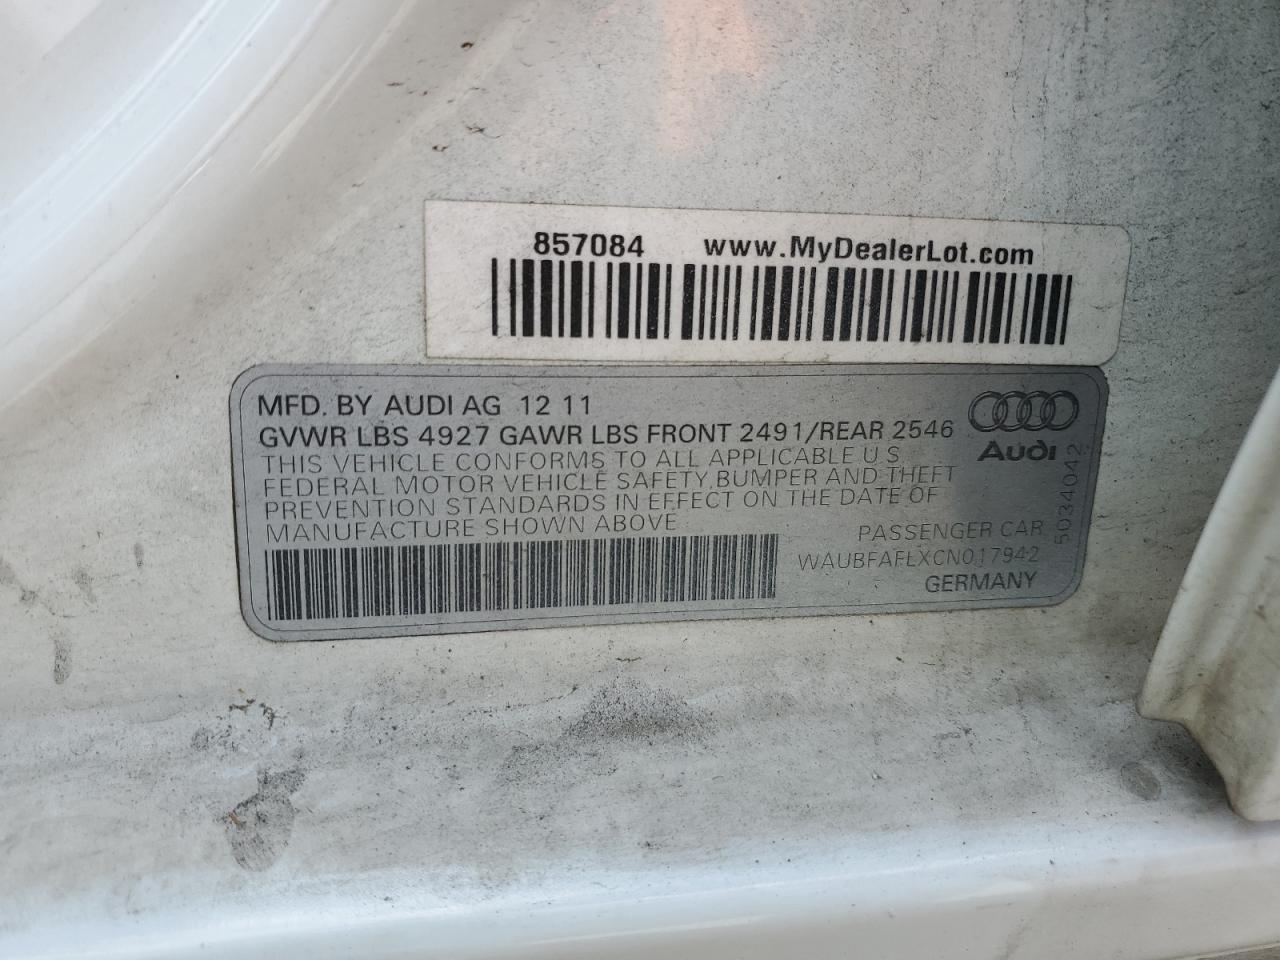 857084 www.MyDealerLot.com
MFD. BY AUDI AG 12 11
GVWR LBS 4927 GAWR LBS FRONT 2491/REAR 2546
THIS VEHICLE CONFORMS TO ALL APPLICABLE U S
FEDERAL MOTOR VEHICLE SAFETY, BUMPER AND THEFT
PREVENTION STANDARDS IN EFFECT ON THE DATE OF
MANUFACTURE SHOWN ABOVE
PASSENGER CAR
WAUBFAFLXCN017942
GERMANY
Audi
5034042